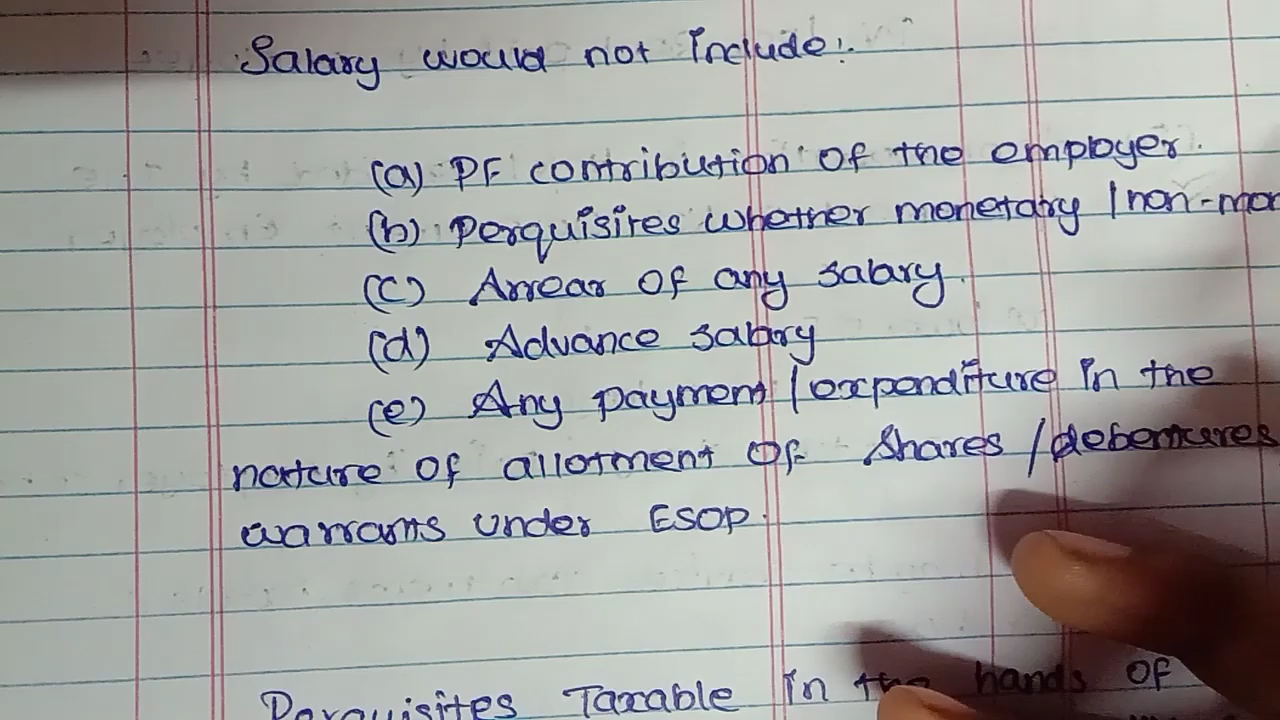 Salary would not Include:.
(a) PF contribution of the employer.
(b) Perquisites whether monetary / non-mon
(c) Arrear of any salary.
(d) Advance salary
(e) Any payment / expenditure in the
nature of allotment of shares / debentures
warrants under ESOP.
Perquisites Taxable in the hands of